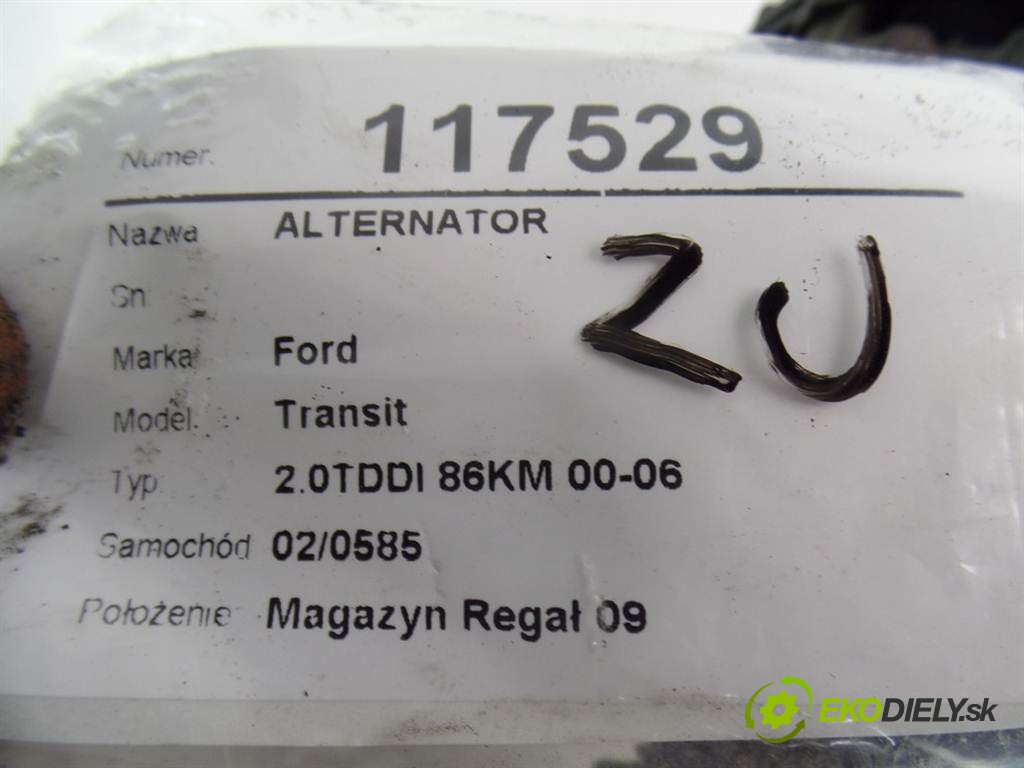 Numer. 117529
Nazwa ALTERNATOR
ZU
Sn
Marka Ford
Model. Transit
Typ 2.0TDDI 86KM 00-06
Samochód 02/0585
Położenie Magazyn Regał 09
EKODIELY.sk